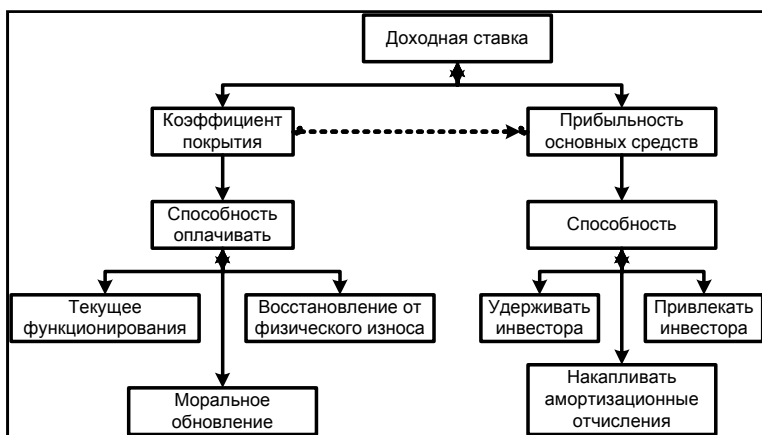 Доходная ставка
Коэффициент
покрытия
Прибыльность
основных средств
Способность
оплачивать
Способность
Текущее
функционирования
Восстановление от
физического износа
Удерживать
инвестора
Привлекать
инвестора
Моральное
обновление
Накапливать
амортизационные
отчисления